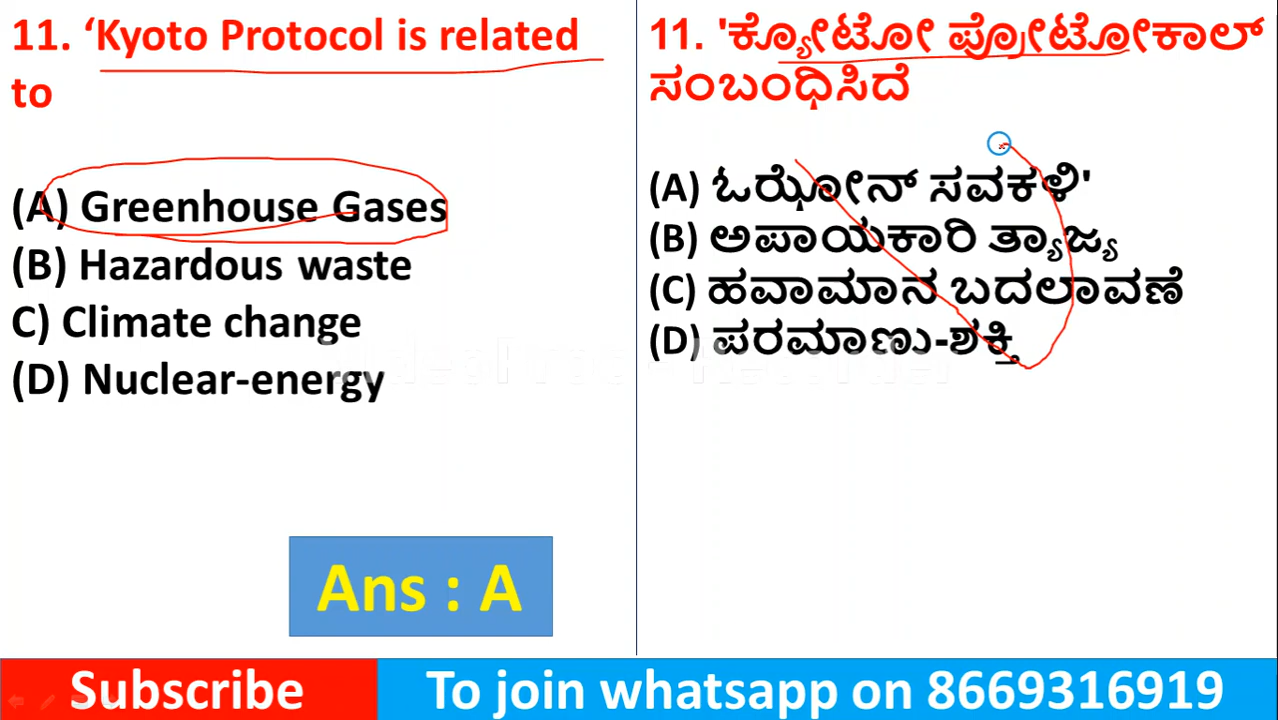 11. ‘Kyoto Protocol is related
to
(A) Greenhouse Gases
(B) Hazardous waste
C) Climate change
(D) Nuclear-energy
Ans : A
11. 'ಕ್ಯೋಟೋ ಪ್ರೋಟೋಕಾಲ್
ಸಂಬಂಧಿಸಿದೆ
(A) ಓಝೋನ್ ಸವಕಳಿ'
(B) ಅಪಾಯಕಾರಿ ತ್ಯಾಜ್ಯ
(C) ಹವಾಮಾನ ಬದಲಾವಣೆ
(D) ಪರಮಾಣು-ಶಕ್ತಿ
Subscribe
To join whatsapp on 8669316919